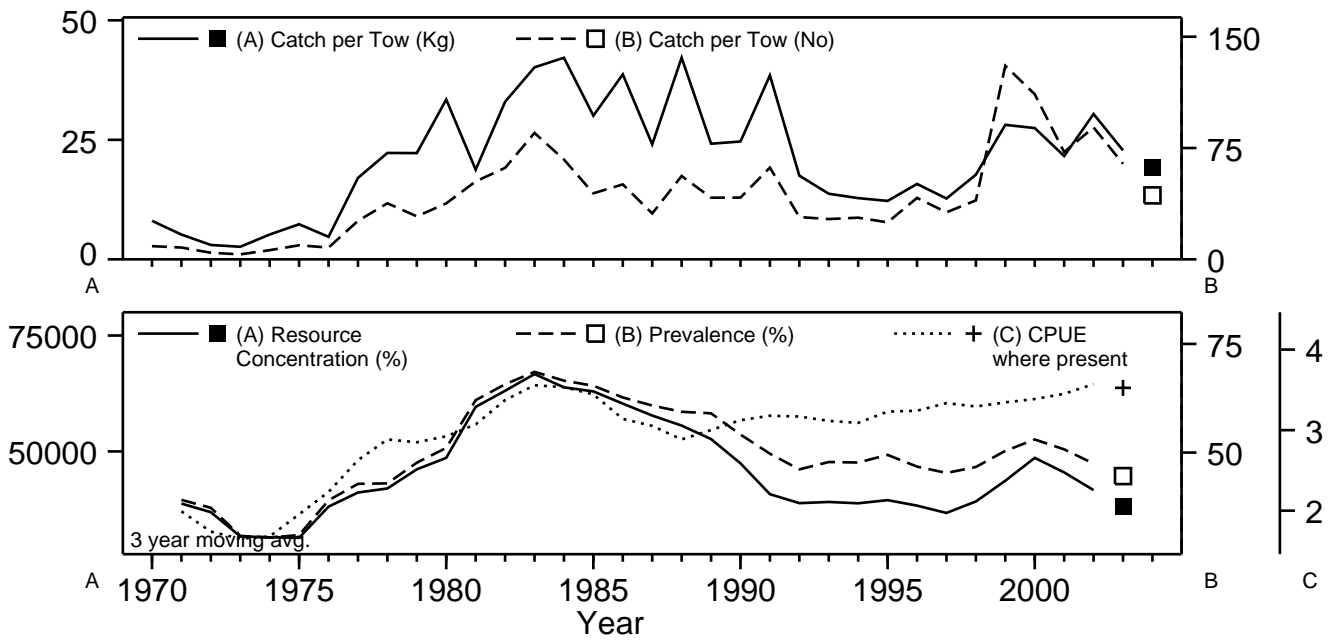 50
25
0
A
(A) Catch per Tow (Kg)
(B) Catch per Tow (No)
150
75
0
B
75000
50000
A
(A) Resource
Concentration (%)
(B) Prevalence (%)
(C) CPUE
where present
3 year moving avg.
75
50
B
4
3
2
C
1970 1975 1980 1985 1990 1995 2000
Year